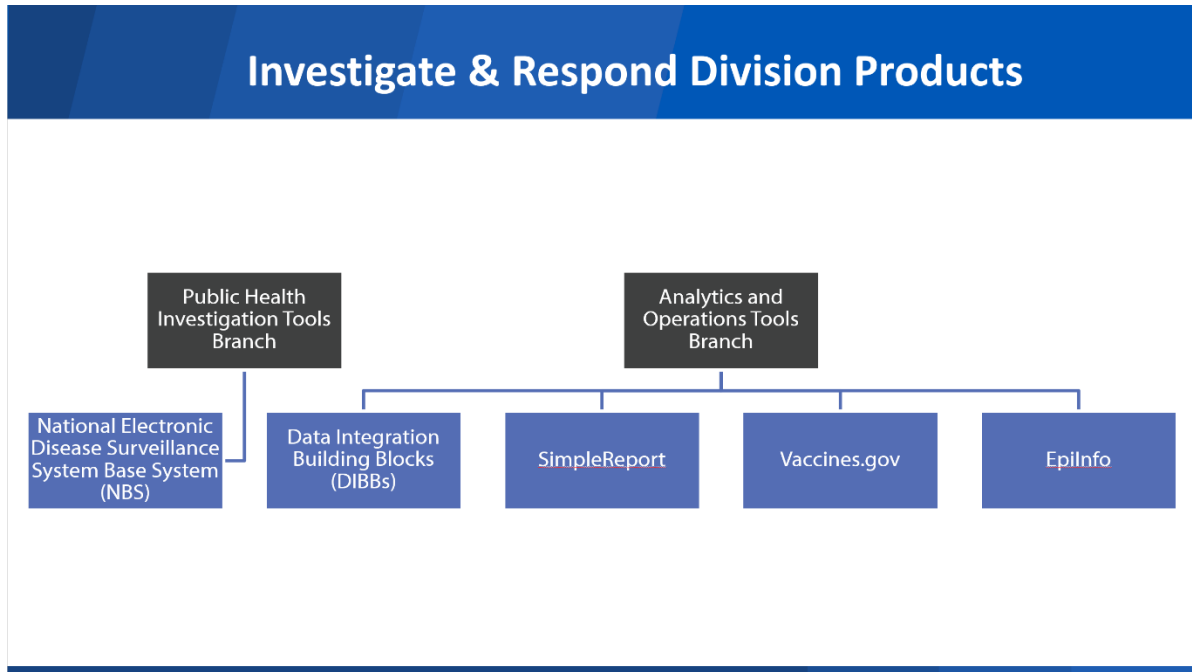 Investigate & Respond Division Products
Public Health
Investigation Tools
Branch
Analytics and
Operations Tools
Branch
National Electronic
Disease Surveillance
System Base System
(NBS)
Data Integration
Building Blocks
(DIBBs)
SimpleReport
Vaccines.gov
EpiInfo